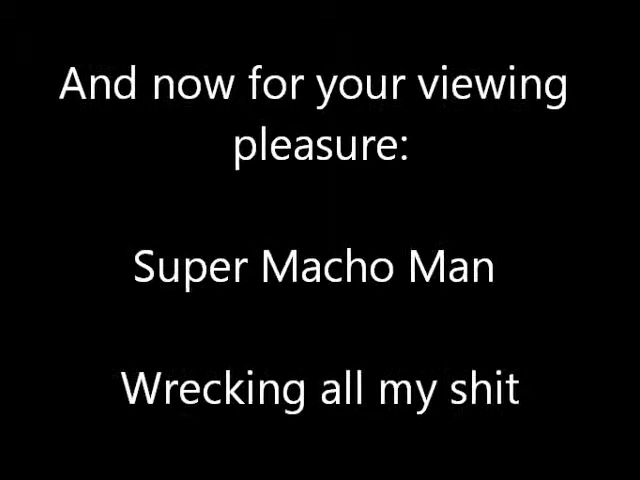 And now for your viewing
pleasure:
Super Macho Man
Wrecking all my shit